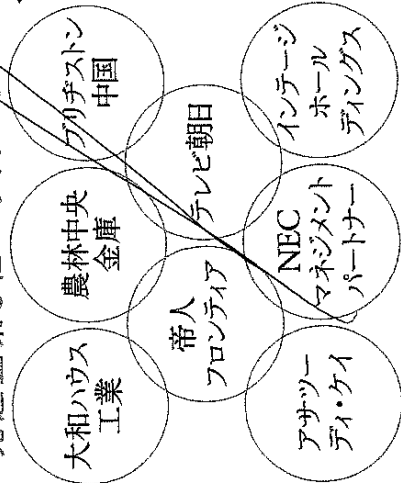 大和ハウス
工業
農林中央
金庫
ブリヂストン
中国
帝人
フロンティア
テレビ朝日
アサツー
ディ・ケイ
NEC
マネジメント
パートナー
インテージ
ホール
ディングス